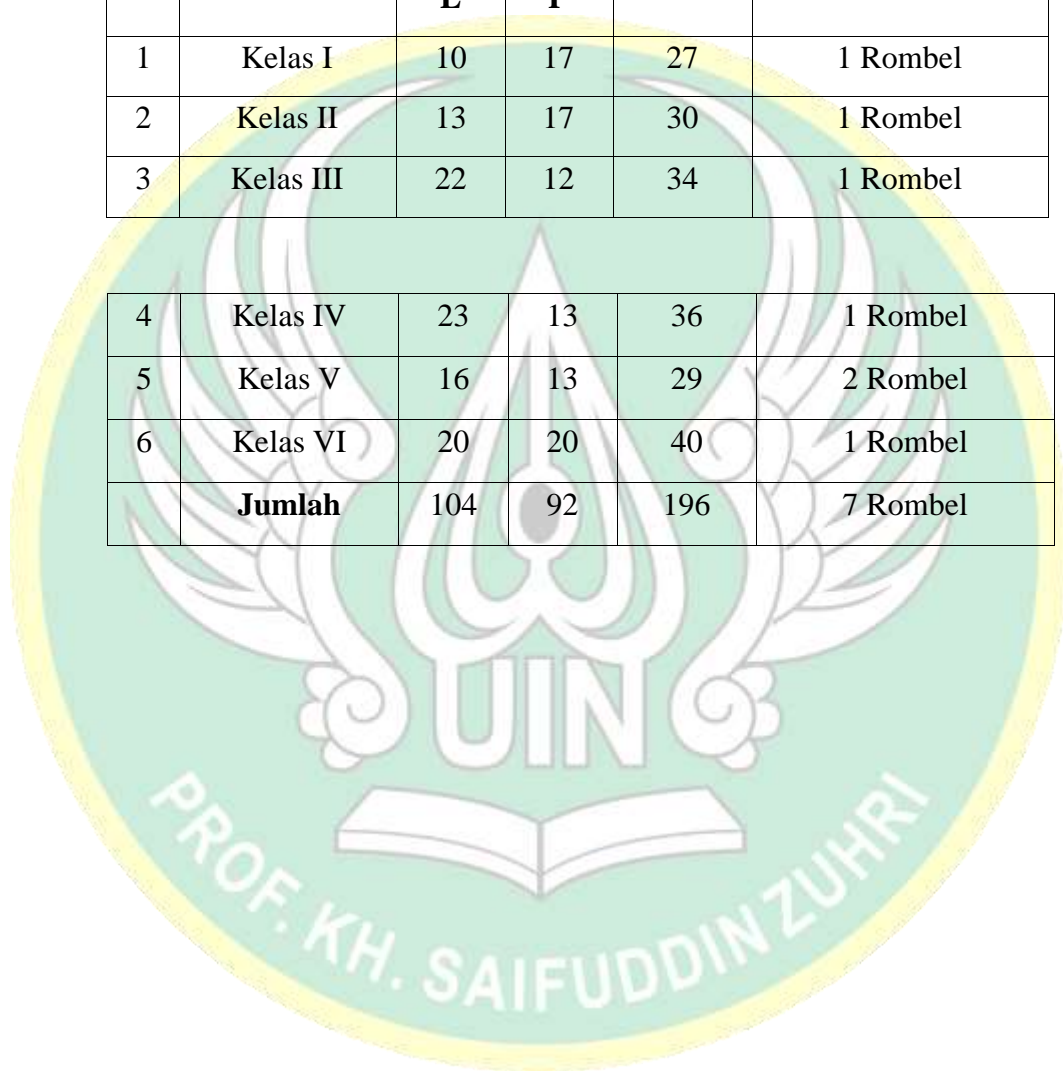 1 Kelas I 10 17 27 1 Rombel
2 Kelas II 13 17 30 1 Rombel
3 Kelas III 22 12 34 1 Rombel
4 Kelas IV 23 13 36 1 Rombel
5 Kelas V 16 13 29 2 Rombel
6 Kelas VI 20 20 40 1 Rombel
Jumlah 104 92 196 7 Rombel
UIN
PROF. KH. SAIFUDDIN ZUHRI